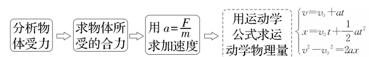 分析物体受力
求物体所受的合力
用 a=F/m 求加速度
用运动学公式求运动学物理量
v=v₀+at
x=v₀t+1/2at²
v²−v₀²=2ax